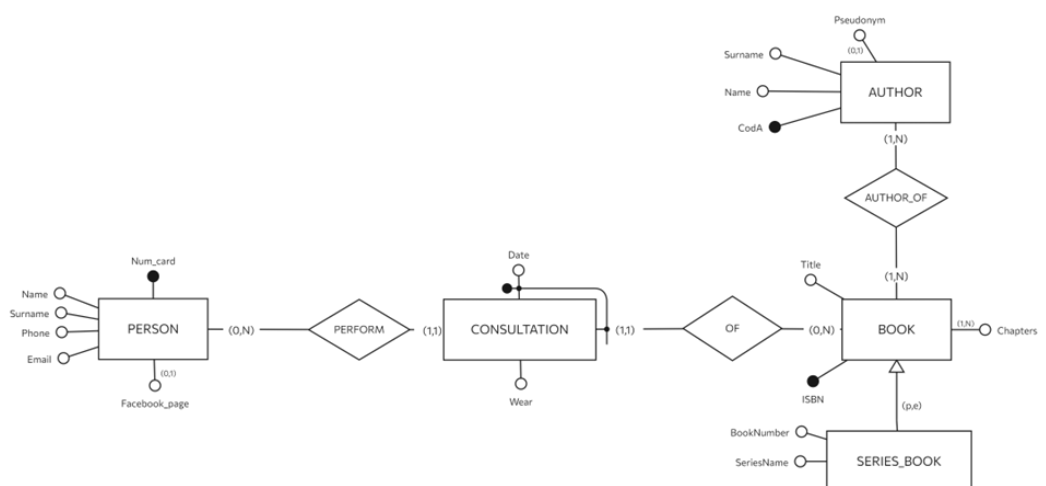 Pseudonym
(0,1)
Surname
Name
AUTHOR
CodA
(1,N)
AUTHOR_OF
(1,N)
Date
Title
Num_card
Name
Surname
Phone
Email
PERSON
(0,N)
PERFORM
(1,1)
CONSULTATION
(1,1)
OF
(0,N)
BOOK
(1,N)
Chapters
(0,1)
Facebook_page
Wear
ISBN
(p,e)
BookNumber
SeriesName
SERIES_BOOK